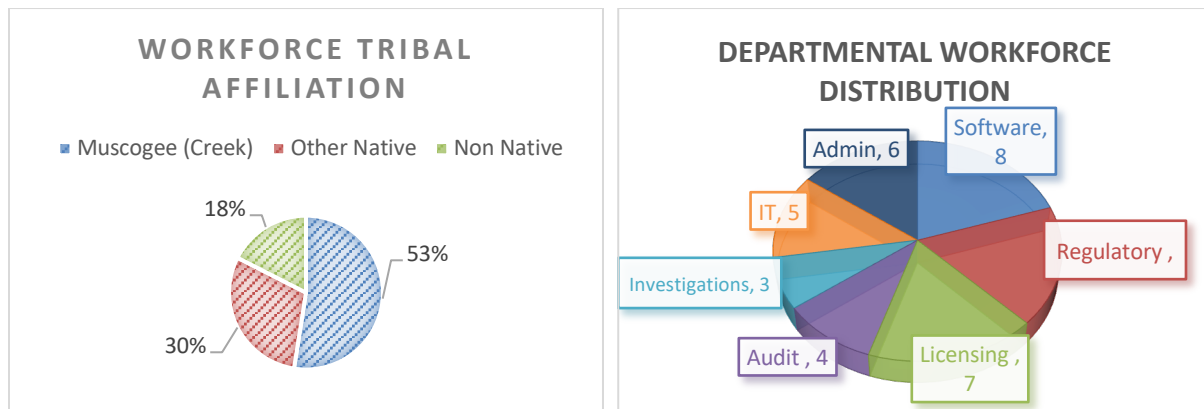 WORKFORCE TRIBAL
AFFILIATION
Muscogee (Creek) Other Native Non Native
18%
53%
30%
DEPARTMENTAL WORKFORCE
DISTRIBUTION
Software,
8
Admin, 6
IT, 5
Regulatory ,
Investigations, 3
Audit , 4
Licensing ,
7